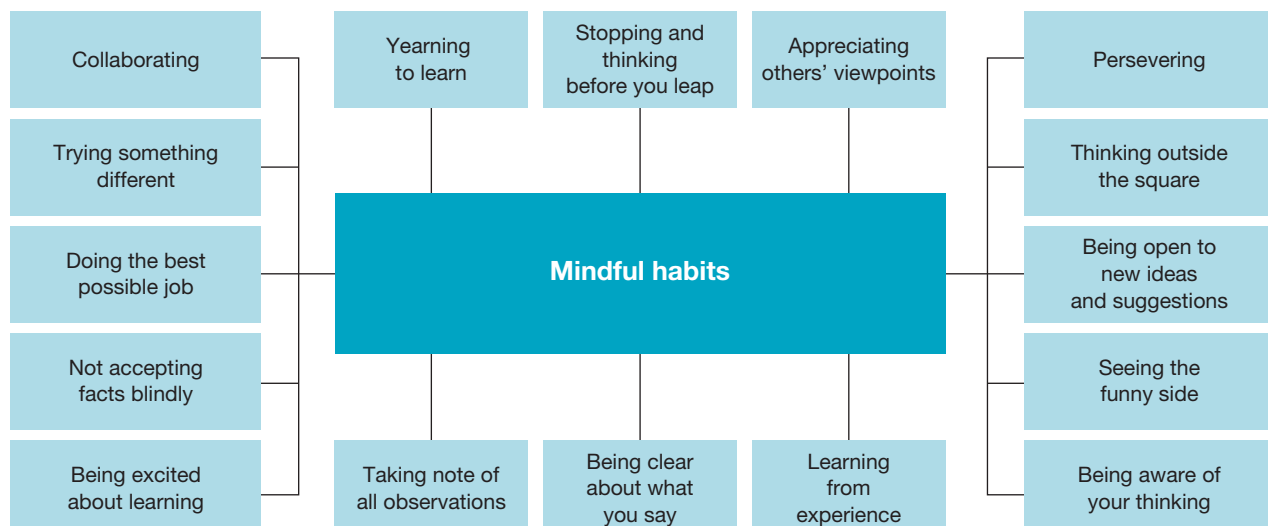 Collaborating
Trying something
different
Doing the best
possible job
Not accepting
facts blindly
Being excited
about learning
Yearning
to learn
Stopping and
thinking
before you leap
Appreciating
others’ viewpoints
Mindful habits
Taking note of
all observations
Being clear
about what
you say
Learning
from
experience
Persevering
Thinking outside
the square
Being open to
new ideas
and suggestions
Seeing the
funny side
Being aware of
your thinking